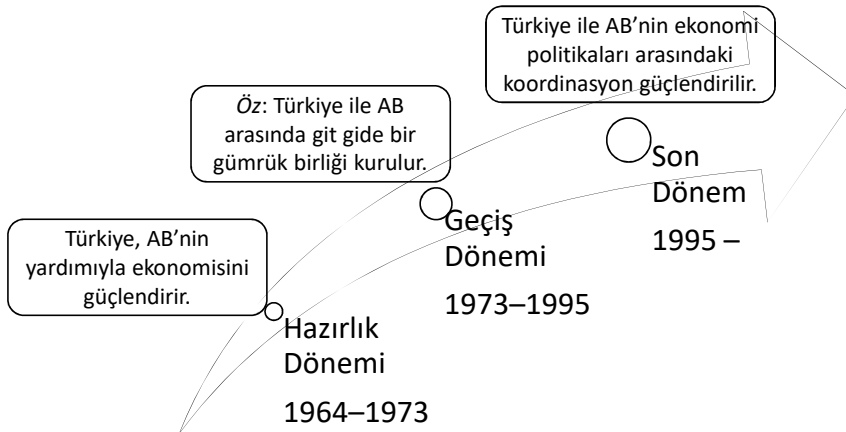 Türkiye, AB’nin
yardımıyla ekonomisini
güçlendirir.
Hazırlık
Dönemi
1964–1973
Öz: Türkiye ile AB
arasında git gide bir
gümrük birliği kurulur.
Geçiş
Dönemi
1973–1995
Türkiye ile AB’nin ekonomi
politikaları arasındaki
koordinasyon güçlendirilir.
Son
Dönem
1995 –